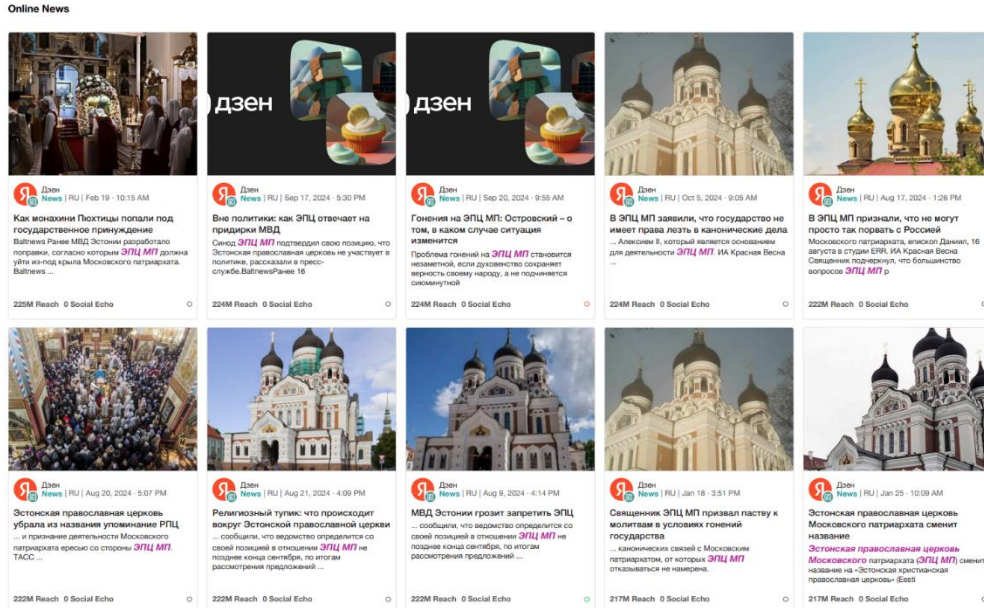 Online News
дзен
дзен
Дзен
News | RU | Feb 19 · 10:15 AM
Как монахини Пюхтицы попали под
государственное принуждение
Baltnews Ранее МВД Эстонии разработало
поправки, согласно которым ЭПЦ МП должна
уйти из-под крыла Московского патриархата.
Baltnews ...
225M Reach 0 Social Echo
Дзен
News | RU | Sep 17, 2024 · 5:30 PM
Вне политики: как ЭПЦ отвечает на
придирки МВД
Синод ЭПЦ МП подтвердил свою позицию, что
Эстонская православная церковь не участвует в
политике, рассказали в пресс-
службе.BaltnewsРанее 16
224M Reach 0 Social Echo
Дзен
News | RU | Sep 20, 2024 · 9:55 AM
Гонения на ЭПЦ МП: Островский – о
том, в каком случае ситуация
изменится
Проблема гонений на ЭПЦ МП становится
незаметной, если духовенство сохраняет
верность своему народу, а не подчиняется
сиюминутной
224M Reach 0 Social Echo
Дзен
News | RU | Oct 5, 2024 · 9:05 AM
В ЭПЦ МП заявили, что государство не
имеет права лезть в канонические дела
... Алексием II, который является основанием
для деятельности ЭПЦ МП. ИА Красная Весна
...
224M Reach 0 Social Echo
Дзен
News | RU | Aug 17, 2024 · 1:26 PM
В ЭПЦ МП признали, что не могут
просто так порвать с Россией
Московского патриархата, епископ Даниил, 16
августа в студии ERR. ИА Красная Весна
Священник подчеркнул, что большинство
вопросов ЭПЦ МП р
222M Reach 0 Social Echo
Дзен
News | RU | Aug 20, 2024 · 5:07 PM
Эстонская православная церковь
убрала из названия упоминание РПЦ
... и признание деятельности Московского
патриархата ересью со стороны ЭПЦ МП.
ТАСС ...
222M Reach 0 Social Echo
Дзен
News | RU | Aug 21, 2024 · 4:09 PM
Религиозный тупик: что происходит
вокруг Эстонской православной церкви
... сообщили, что ведомство определится со
своей позицией в отношении ЭПЦ МП не
позднее конца сентября, по итогам
рассмотрения предложений ...
222M Reach 0 Social Echo
Дзен
News | RU | Aug 9, 2024 · 4:14 PM
МВД Эстонии грозит запретить ЭПЦ
... сообщили, что ведомство определится со
своей позицией в отношении ЭПЦ МП не
позднее конца сентября, по итогам
рассмотрения предложений ...
222M Reach 0 Social Echo
Дзен
News | RU | Jan 18 · 3:51 PM
Священник ЭПЦ МП призвал паству к
молитвам в условиях гонений
государства
... канонических связей с Московским
патриархатом, от которых ЭПЦ МП
отказываться не намерена.
217M Reach 0 Social Echo
Дзен
News | RU | Jan 25 · 10:09 AM
Эстонская православная церковь
Московского патриархата сменит
название
Эстонская православная церковь
Московского патриархата (ЭПЦ МП) сменит
название на «Эстонская христианская
православная церковь» (Eesti
217M Reach 0 Social Echo